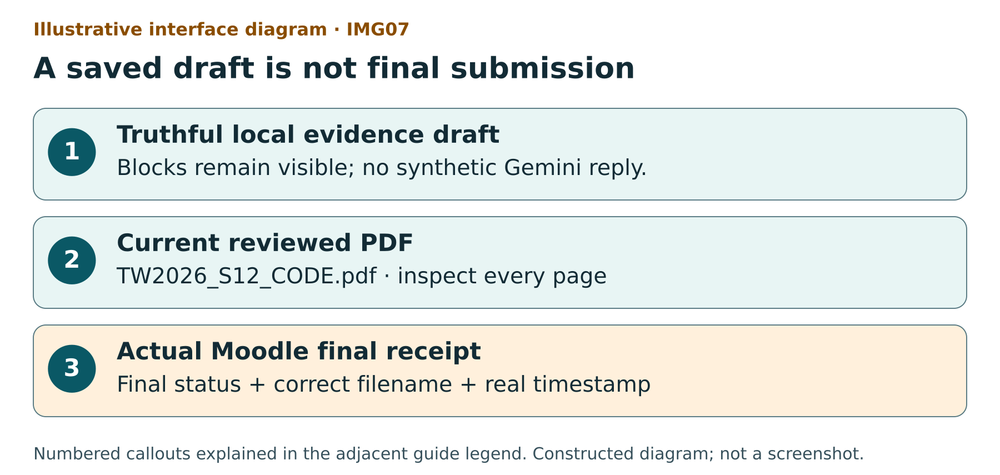 Illustrative interface diagram · IMG07
A saved draft is not final submission
1
Truthful local evidence draft
Blocks remain visible; no synthetic Gemini reply.
2
Current reviewed PDF
TW2026_S12_CODE.pdf · inspect every page
3
Actual Moodle final receipt
Final status + correct filename + real timestamp
Numbered callouts explained in the adjacent guide legend. Constructed diagram; not a screenshot.